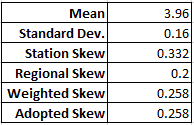 Mean 3.96
Standard Dev. 0.16
Station Skew 0.332
Regional Skew 0.2
Weighted Skew 0.258
Adopted Skew 0.258